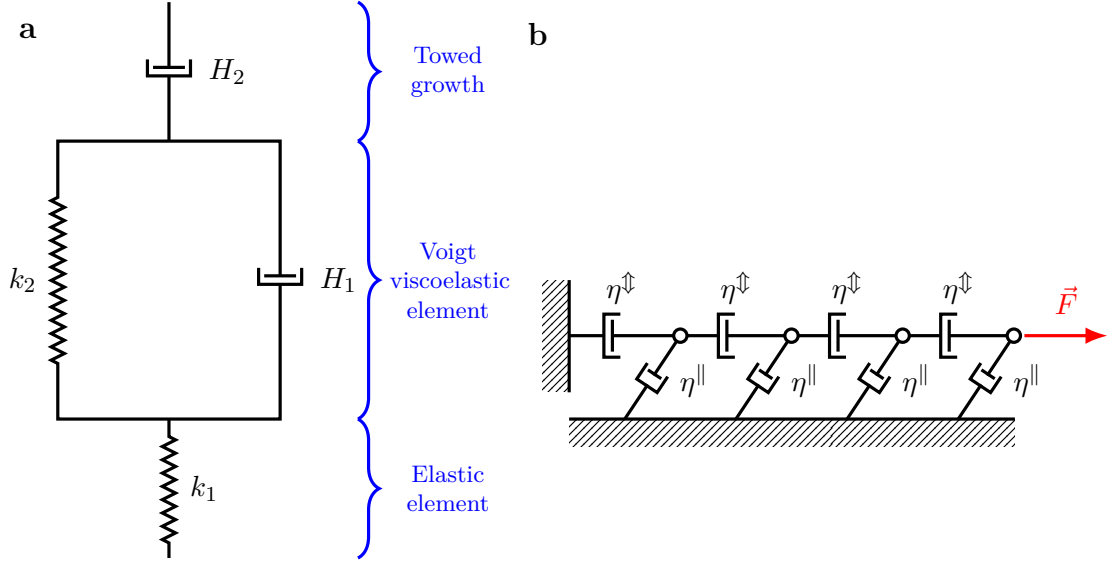 a
H₂
Towed
growth
k₂
H₁
Voigt
viscoelastic
element
k₁
Elastic
element
b
η⇕ η⇕ η⇕ η⇕
F⃗
η∥ η∥ η∥ η∥